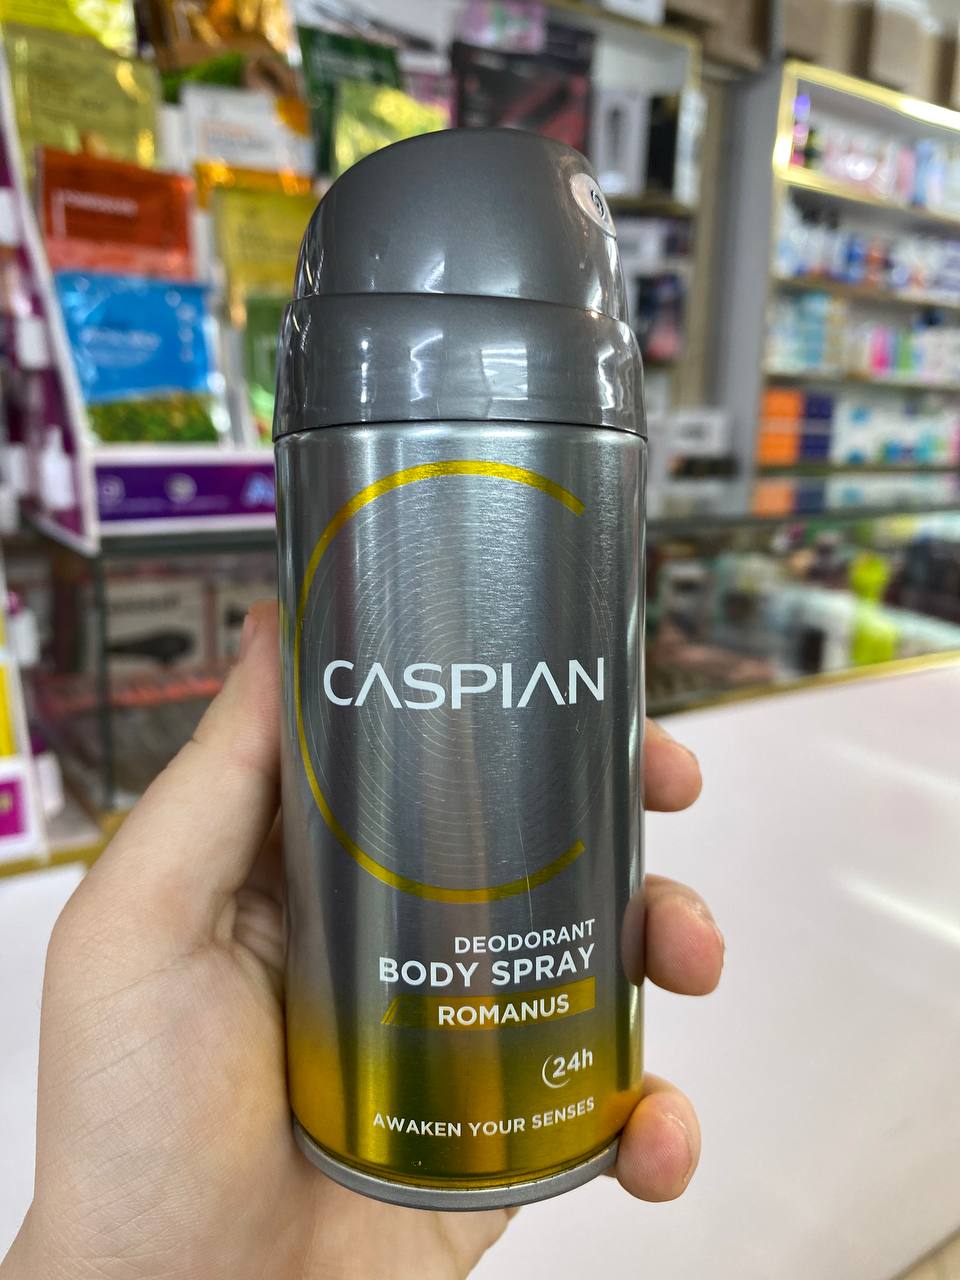 CASPIAN
DEODORANT
BODY SPRAY
ROMANUS
24h
AWAKEN YOUR SENSES